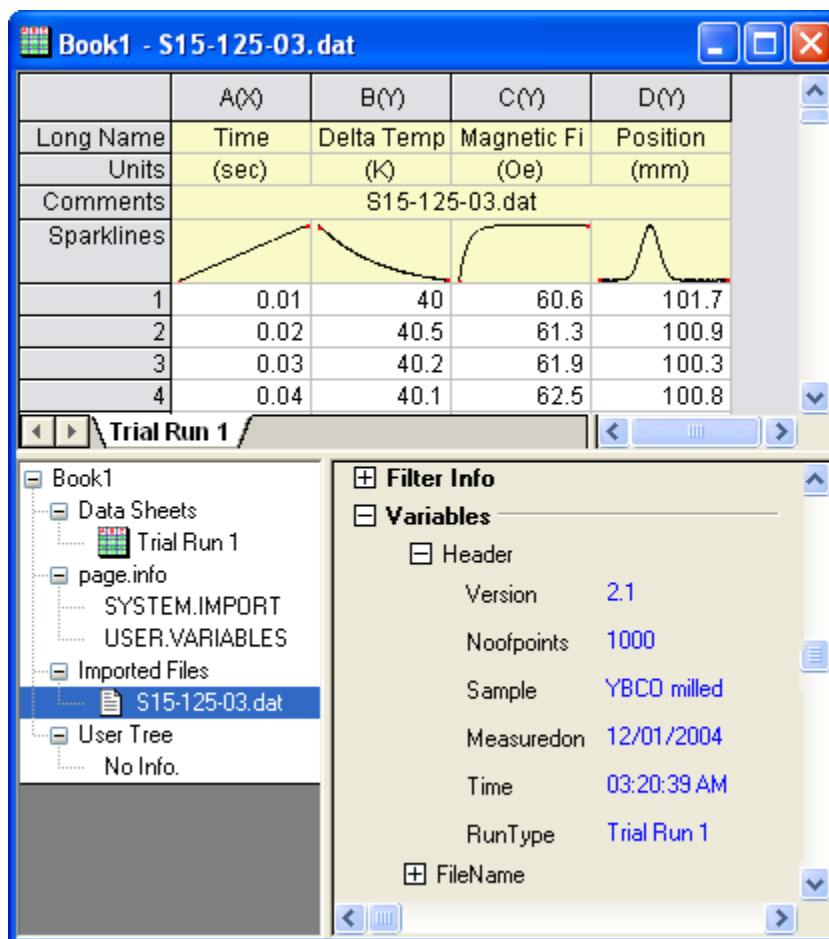 Book1 - S15-125-03.dat
A(X) B(Y) C(Y) D(Y)
Long Name Time Delta Temp Magnetic Fi Position
Units (sec) (K) (Oe) (mm)
Comments S15-125-03.dat
Sparklines
1 0.01 40 60.6 101.7
2 0.02 40.5 61.3 100.9
3 0.03 40.2 61.9 100.3
4 0.04 40.1 62.5 100.8
Trial Run 1
Book1
Data Sheets
Trial Run 1
page.info
SYSTEM.IMPORT
USER.VARIABLES
Imported Files
S15-125-03.dat
User Tree
No Info.
Filter Info
Variables
Header
Version 2.1
Noofpoints 1000
Sample YBCO milled
Measuredon 12/01/2004
Time 03:20:39 AM
RunType Trial Run 1
FileName